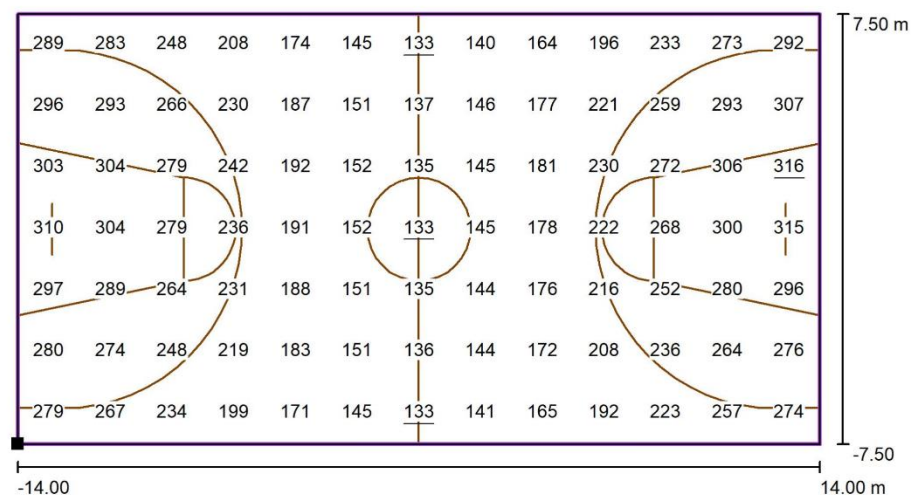 7.50 m
289 283 248 208 174 145 133 140 164 196 233 273 292
296 293 266 230 187 151 137 146 177 221 259 293 307
303 304 279 242 192 152 135 145 181 230 272 306 316
310 304 279 236 191 152 133 145 178 222 268 300 315
297 289 264 231 188 151 135 144 176 216 252 280 296
280 274 248 219 183 151 136 144 172 208 236 264 276
279 267 234 199 171 145 133 141 165 192 223 257 274
-7.50
-14.00 14.00 m